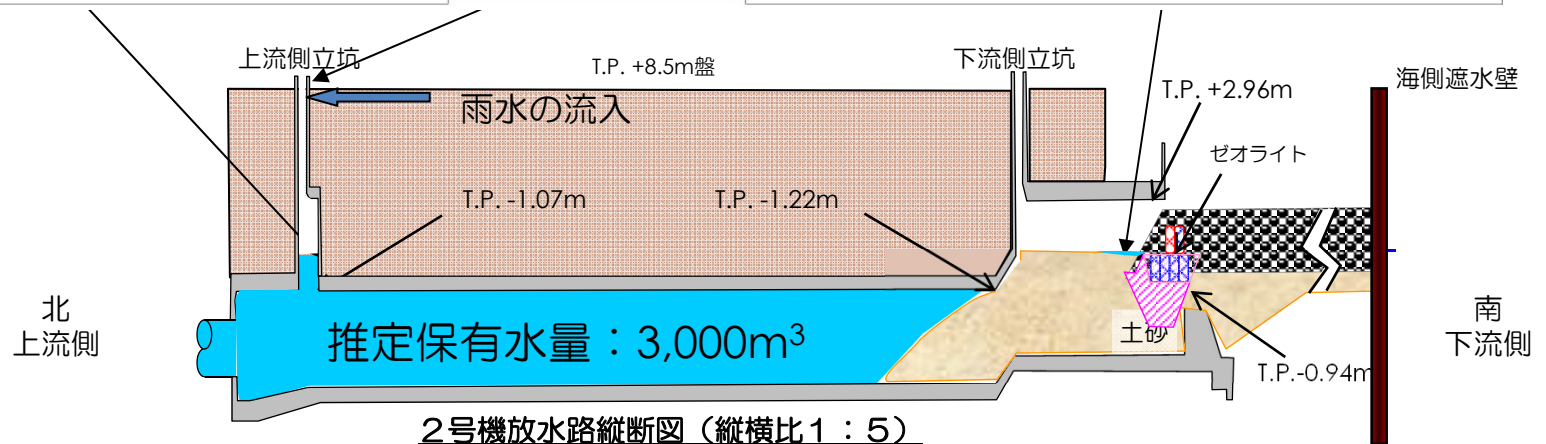 上流側立坑
T.P. +8.5m盤
下流側立坑
海側遮水壁
T.P. +2.96m
雨水の流入
ゼオライト
T.P. -1.07m
T.P. -1.22m
北
上流側
推定保有水量：3,000m³
土砂
南
下流側
T.P.-0.94m
２号機放水路縦断図（縦横比１：５）